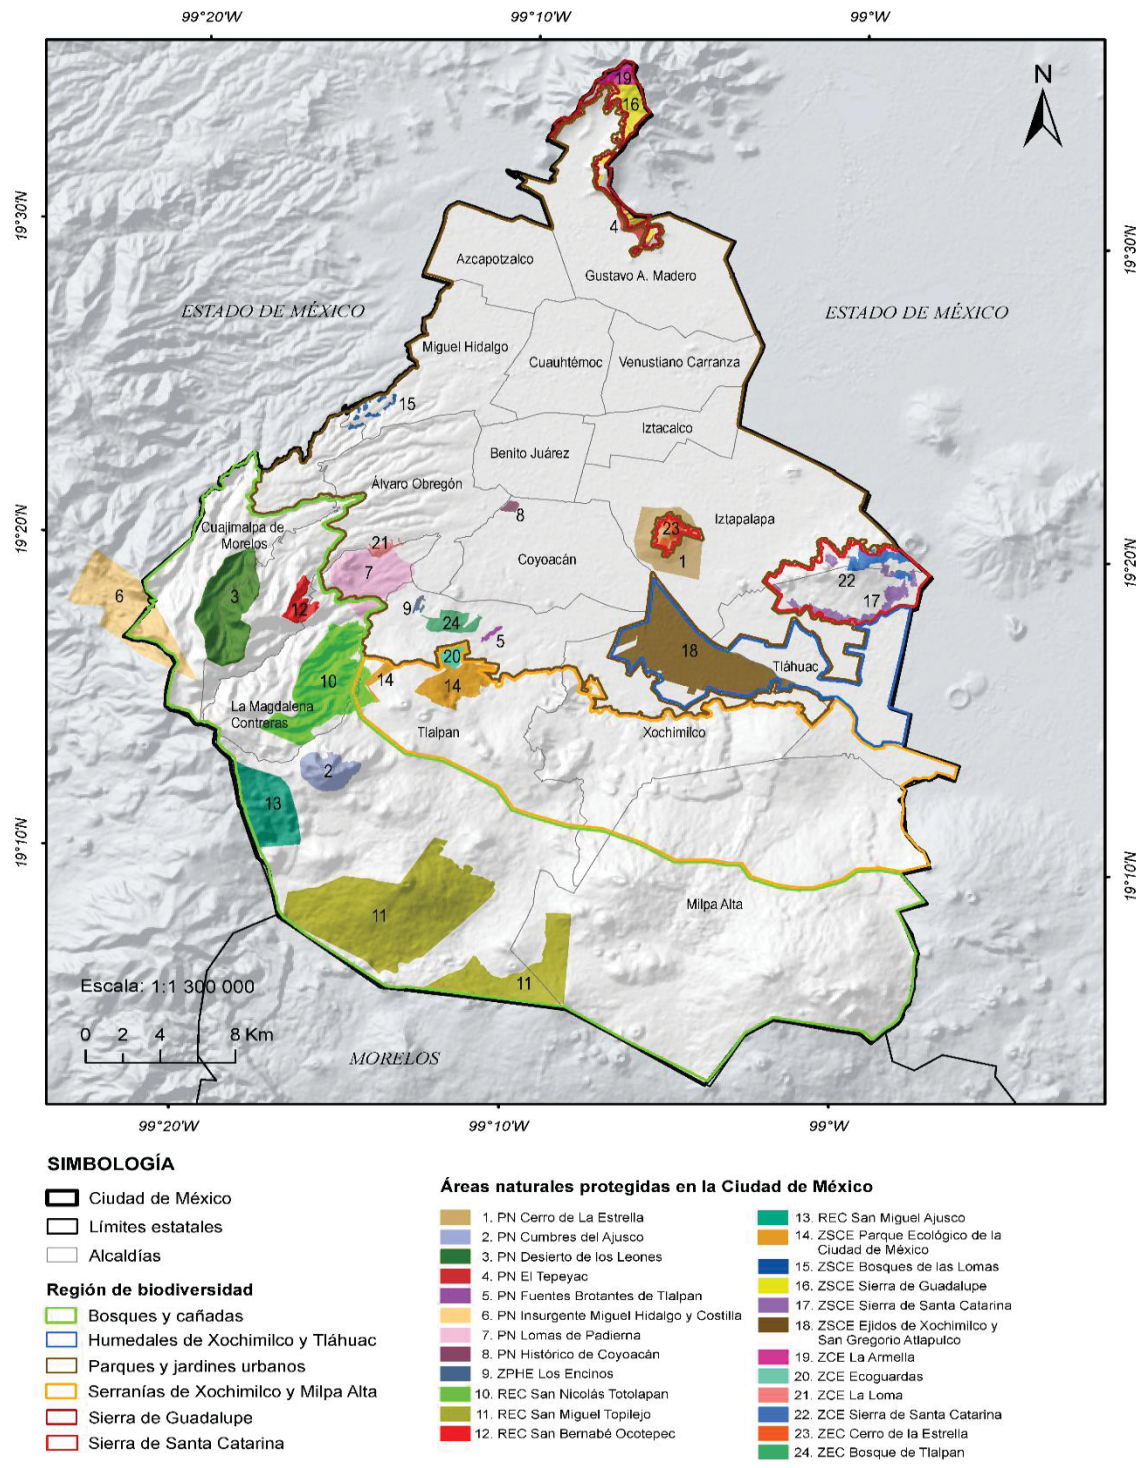 99°20'W 99°10'W 99°W
N
19
16
19°30'N
4
19°30'N
Azcapotzalco
Gustavo A. Madero
ESTADO DE MÉXICO
ESTADO DE MÉXICO
Miguel Hidalgo
Cuauhtémoc
Venustiano Carranza
15
Iztacalco
Benito Juárez
Álvaro Obregón
8
Iztapalapa
19°20'N
Cuajimalpa de
Morelos
23
21
Coyoacán
1
19°20'N
7
22
6
3
12
9
17
24
5
18
Tláhuac
20
10
14
14
La Magdalena
Contreras
Tlalpan
Xochimilco
2
13
19°10'N
19°10'N
Milpa Alta
11
11
Escala: 1:1 300 000
0 2 4 8 Km
MORELOS
99°20'W 99°10'W 99°W
SIMBOLOGÍA
Ciudad de México
Límites estatales
Alcaldías
Región de biodiversidad
Bosques y cañadas
Humedales de Xochimilco y Tláhuac
Parques y jardines urbanos
Serranías de Xochimilco y Milpa Alta
Sierra de Guadalupe
Sierra de Santa Catarina
Áreas naturales protegidas en la Ciudad de México
1. PN Cerro de La Estrella
2. PN Cumbres del Ajusco
3. PN Desierto de los Leones
4. PN El Tepeyac
5. PN Fuentes Brotantes de Tlalpan
6. PN Insurgente Miguel Hidalgo y Costilla
7. PN Lomas de Padierna
8. PN Histórico de Coyoacán
9. ZPHE Los Encinos
10. REC San Nicolás Totolapan
11. REC San Miguel Topilejo
12. REC San Bernabé Ocotepec
13. REC San Miguel Ajusco
14. ZSCE Parque Ecológico de la
Ciudad de México
15. ZSCE Bosques de las Lomas
16. ZSCE Sierra de Guadalupe
17. ZSCE Sierra de Santa Catarina
18. ZSCE Ejidos de Xochimilco y
San Gregorio Atlapulco
19. ZCE La Armella
20. ZCE Ecoguardas
21. ZCE La Loma
22. ZCE Sierra de Santa Catarina
23. ZEC Cerro de la Estrella
24. ZEC Bosque de Tlalpan